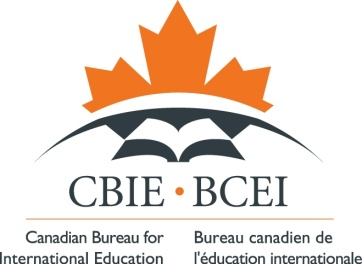 CBIE • BCEI
Canadian Bureau for
International Education
Bureau canadien de
l'éducation internationale